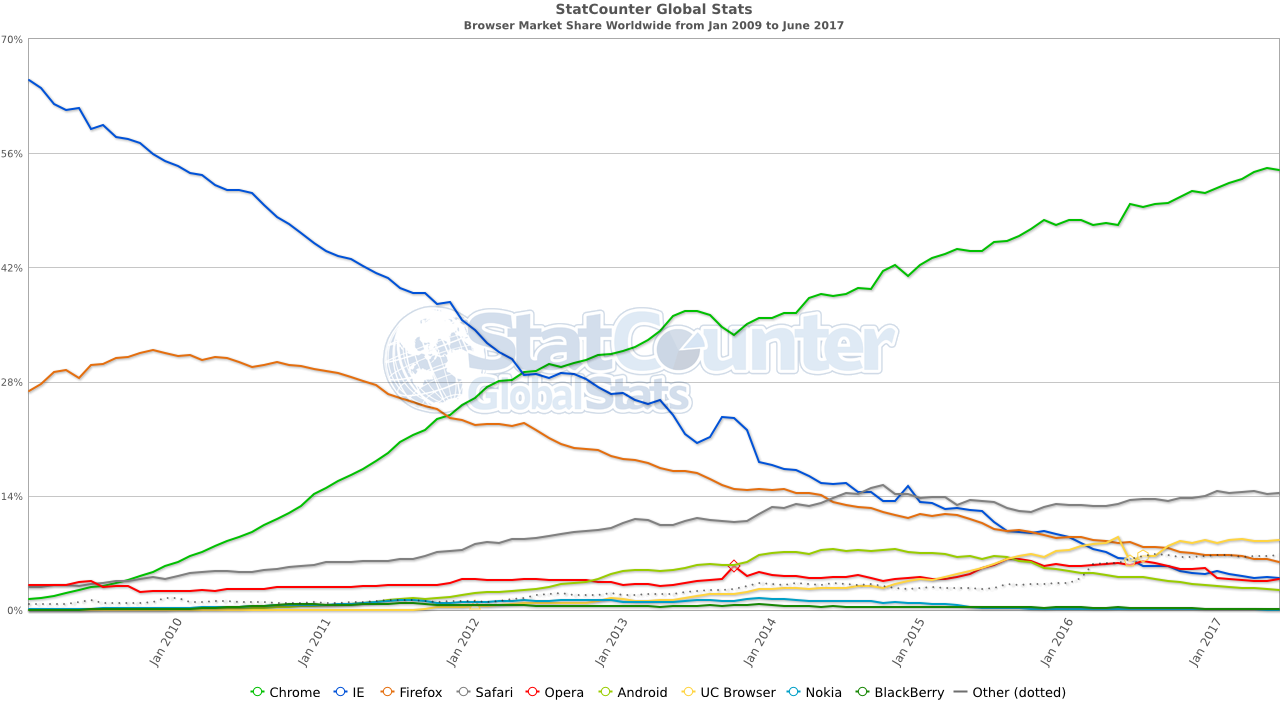 StatCounter Global Stats
Browser Market Share Worldwide from Jan 2009 to June 2017
70%
56%
42%
28%
14%
0%
StatCounter
GlobalStats
Jan 2010
Jan 2011
Jan 2012
Jan 2013
Jan 2014
Jan 2015
Jan 2016
Jan 2017
Chrome IE Firefox Safari Opera Android UC Browser Nokia BlackBerry Other (dotted)